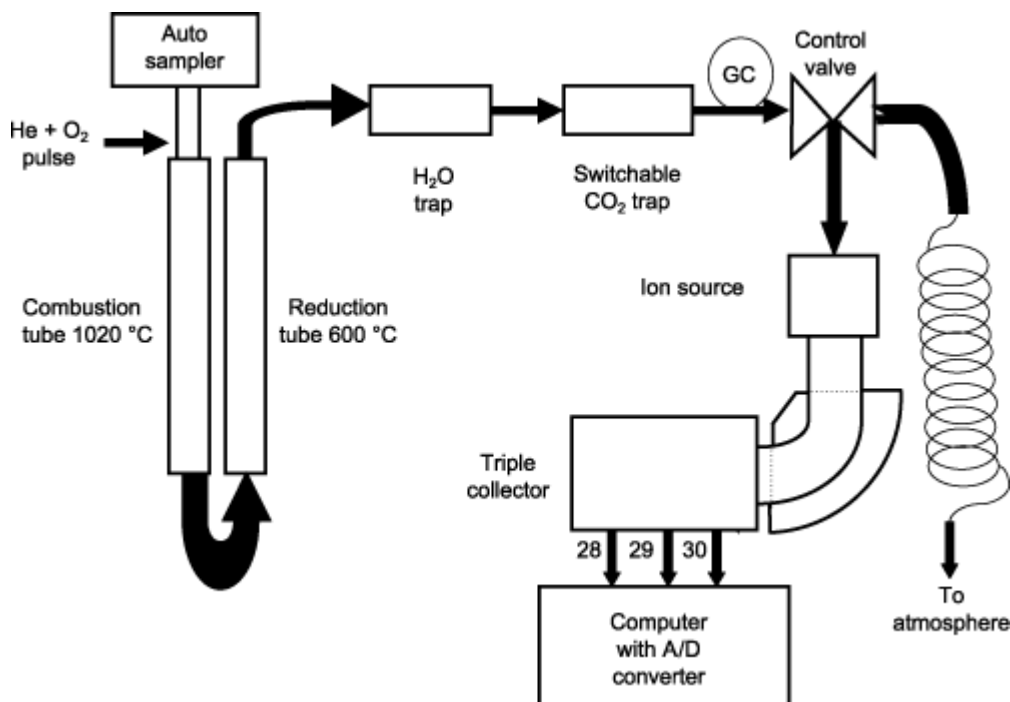 Auto
sampler
He + O₂
pulse
Combustion
tube 1020 °C
Reduction
tube 600 °C
H₂O
trap
Switchable
CO₂ trap
GC
Control
valve
Ion source
Triple
collector
28 29 30
Computer
with A/D
converter
To
atmosphere